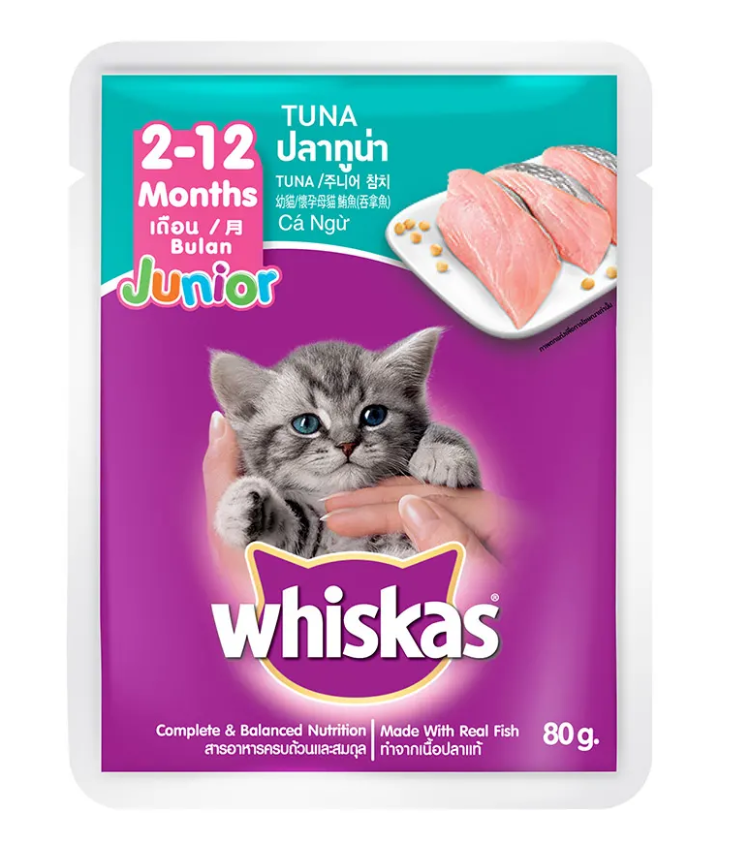 2-12
Months
เดือน / 月
Bulan
Junior
TUNA
ปลาทูน่า
TUNA /주니어 참치
幼貓/懷孕母貓 鮪魚(吞拿魚)
Cá Ngừ
whiskas®
Complete & Balanced Nutrition
สารอาหารครบถ้วนและสมดุล
Made With Real Fish
ทำจากเนื้อปลาแท้
80 g.